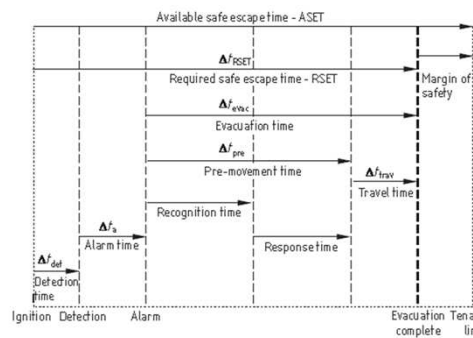 Available safe escape time - ASET
Δt_RSET
Required safe escape time - RSET
Margin of
safety
Δt_evac
Evacuation time
Δt_pre
Pre-movement time
Δt_trav
Travel time
Recognition time
Δt_a
Alarm time
Response time
Δt_det
Detection
time
Ignition Detection Alarm Evacuation Tena
complete li